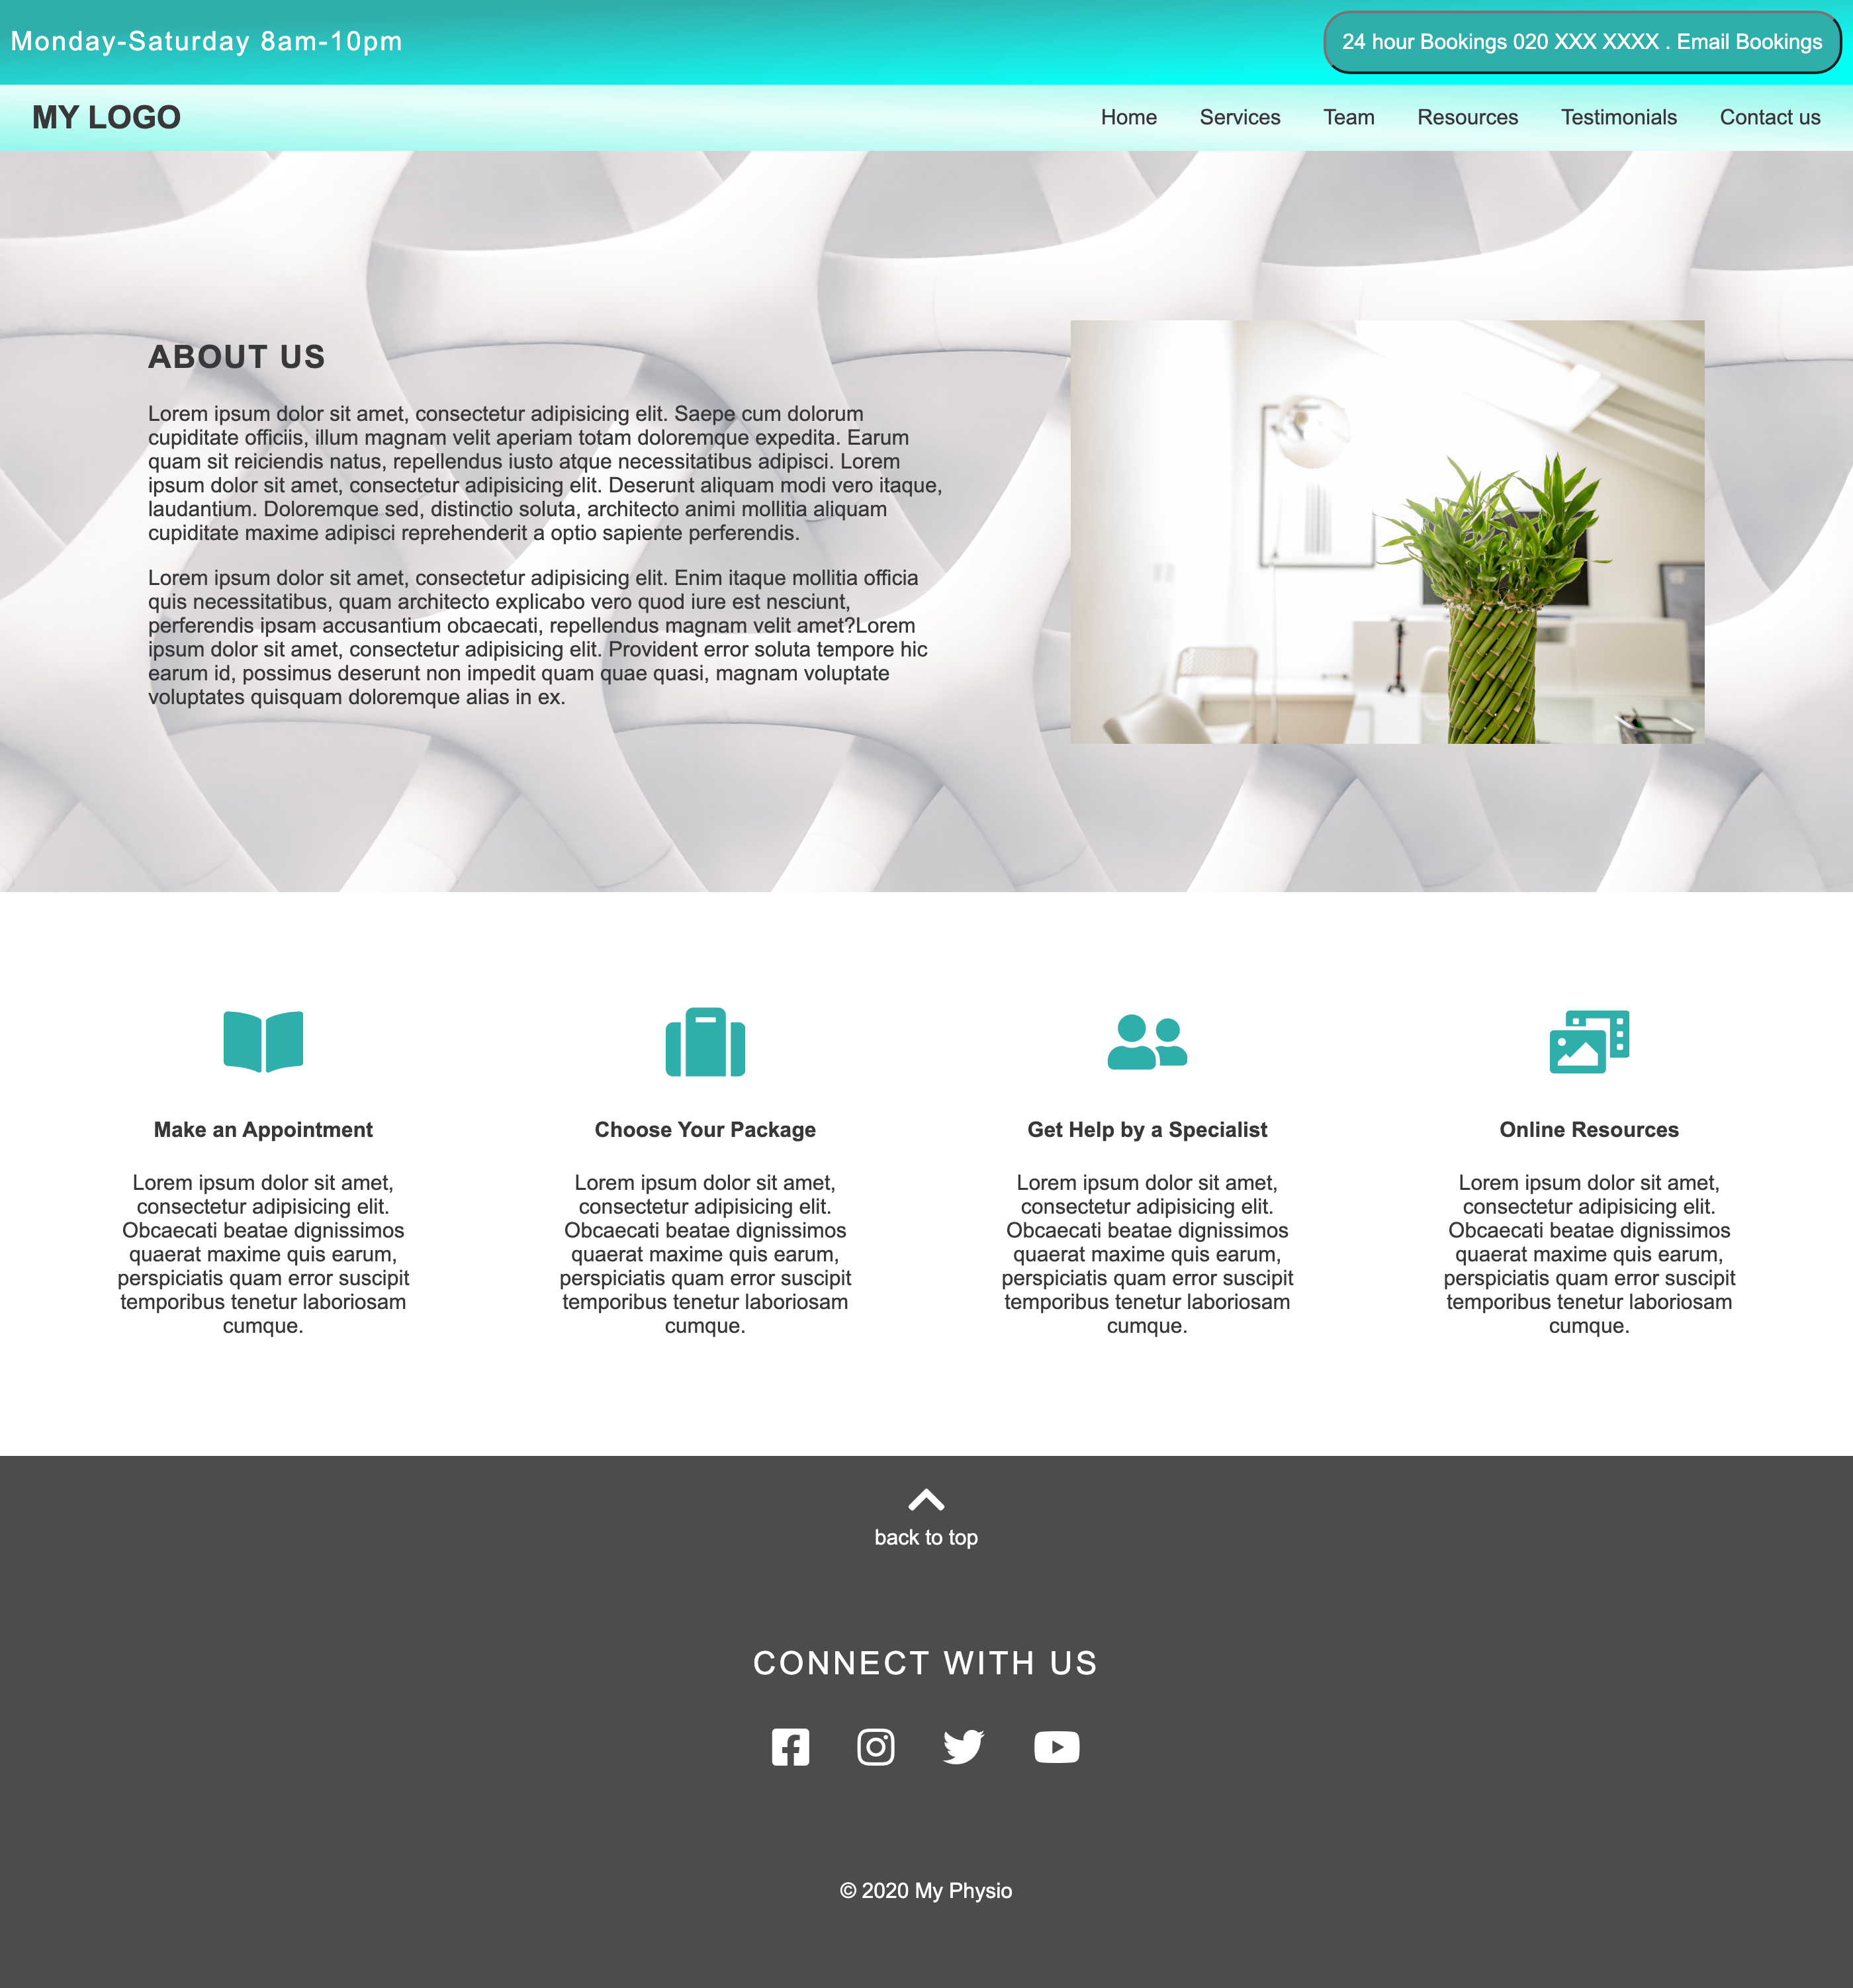 Monday-Saturday 8am-10pm
24 hour Bookings 020 XXX XXXX . Email Bookings
MY LOGO
Home Services Team Resources Testimonials Contact us
ABOUT US
Lorem ipsum dolor sit amet, consectetur adipisicing elit. Saepe cum dolorum
cupiditate officiis, illum magnam velit aperiam totam doloremque expedita. Earum
quam sit reiciendis natus, repellendus iusto atque necessitatibus adipisci. Lorem
ipsum dolor sit amet, consectetur adipisicing elit. Deserunt aliquam modi vero itaque,
laudantium. Doloremque sed, distinctio soluta, architecto animi mollitia aliquam
cupiditate maxime adipisci reprehenderit a optio sapiente perferendis.
Lorem ipsum dolor sit amet, consectetur adipisicing elit. Enim itaque mollitia officia
quis necessitatibus, quam architecto explicabo vero quod iure est nesciunt,
perferendis ipsam accusantium obcaecati, repellendus magnam velit amet?Lorem
ipsum dolor sit amet, consectetur adipisicing elit. Provident error soluta tempore hic
earum id, possimus deserunt non impedit quam quae quasi, magnam voluptate
voluptates quisquam doloremque alias in ex.
Make an Appointment
Lorem ipsum dolor sit amet,
consectetur adipisicing elit.
Obcaecati beatae dignissimos
quaerat maxime quis earum,
perspiciatis quam error suscipit
temporibus tenetur laboriosam
cumque.
Choose Your Package
Lorem ipsum dolor sit amet,
consectetur adipisicing elit.
Obcaecati beatae dignissimos
quaerat maxime quis earum,
perspiciatis quam error suscipit
temporibus tenetur laboriosam
cumque.
Get Help by a Specialist
Lorem ipsum dolor sit amet,
consectetur adipisicing elit.
Obcaecati beatae dignissimos
quaerat maxime quis earum,
perspiciatis quam error suscipit
temporibus tenetur laboriosam
cumque.
Online Resources
Lorem ipsum dolor sit amet,
consectetur adipisicing elit.
Obcaecati beatae dignissimos
quaerat maxime quis earum,
perspiciatis quam error suscipit
temporibus tenetur laboriosam
cumque.
back to top
CONNECT WITH US
© 2020 My Physio